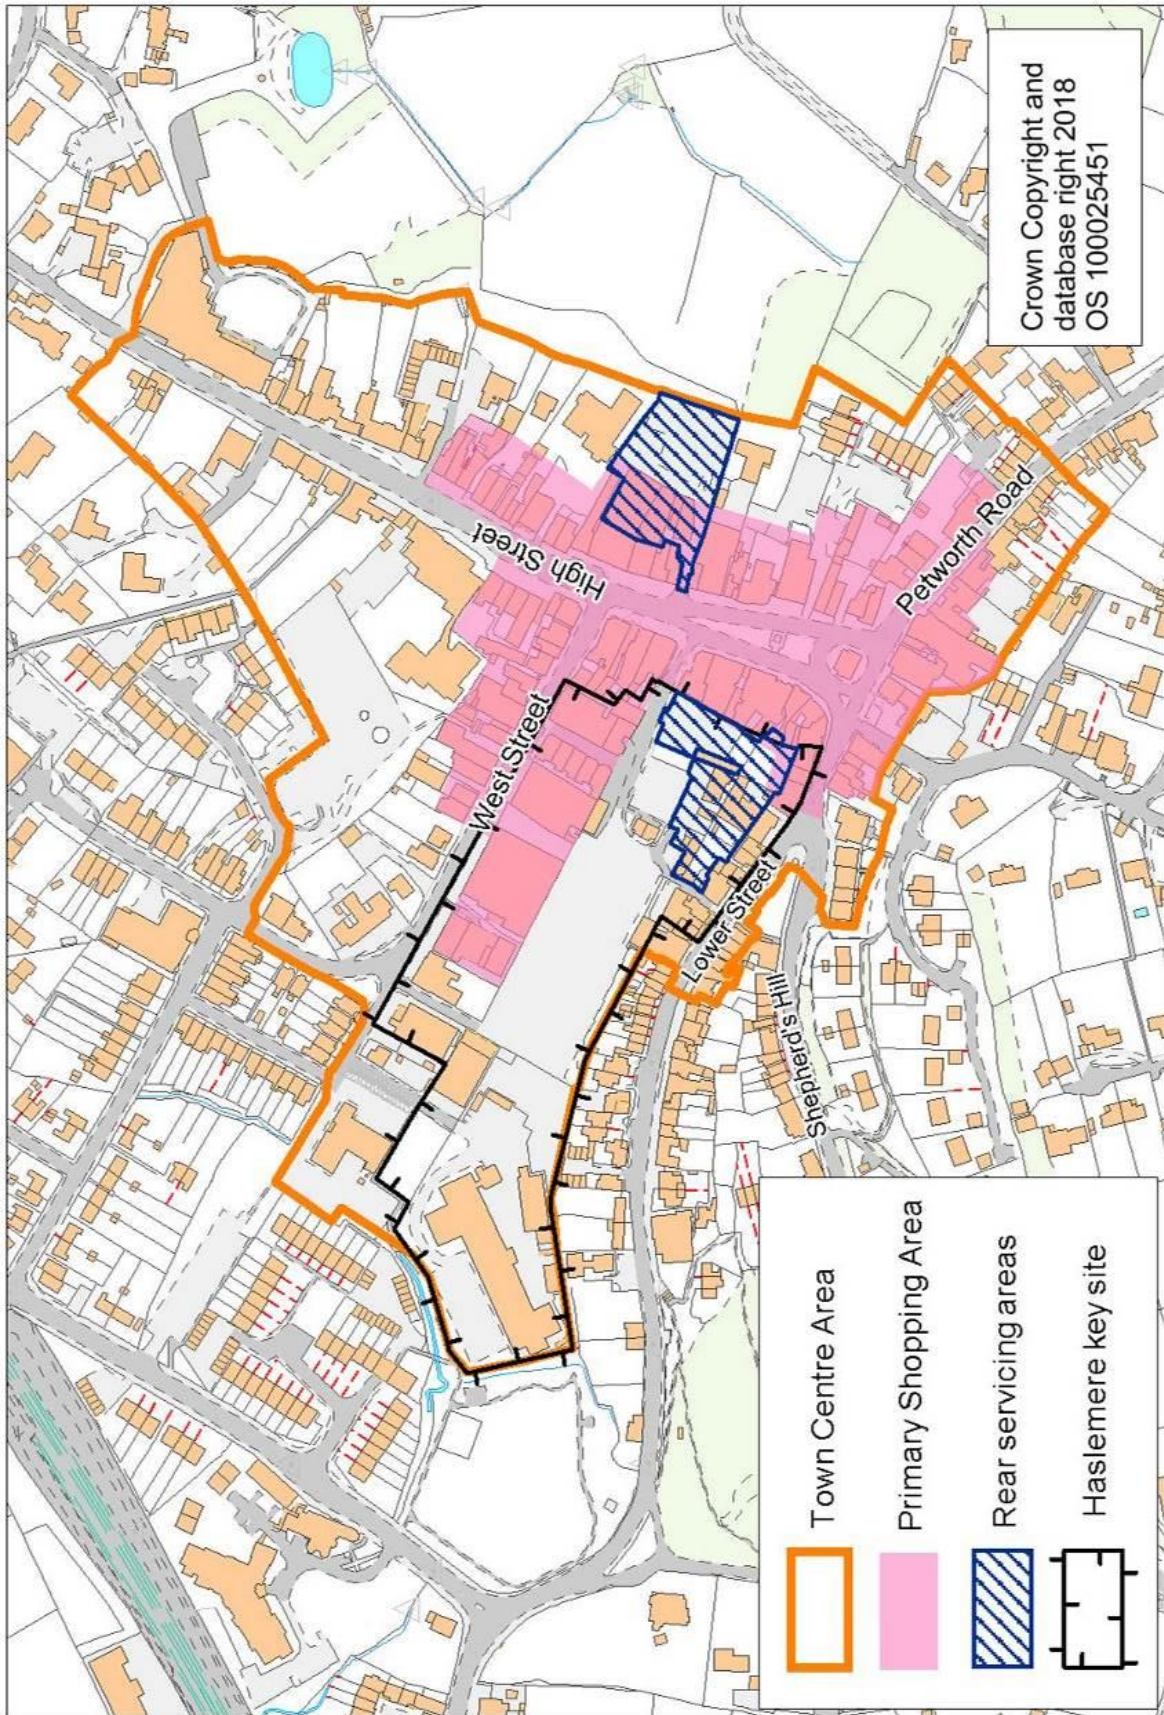 High Street
West Street
Petworth Road
Lower Street
Shepherd's Hill
Town Centre Area
Primary Shopping Area
Rear servicing areas
Haslemere key site
Crown Copyright and
database right 2018
OS 100025451